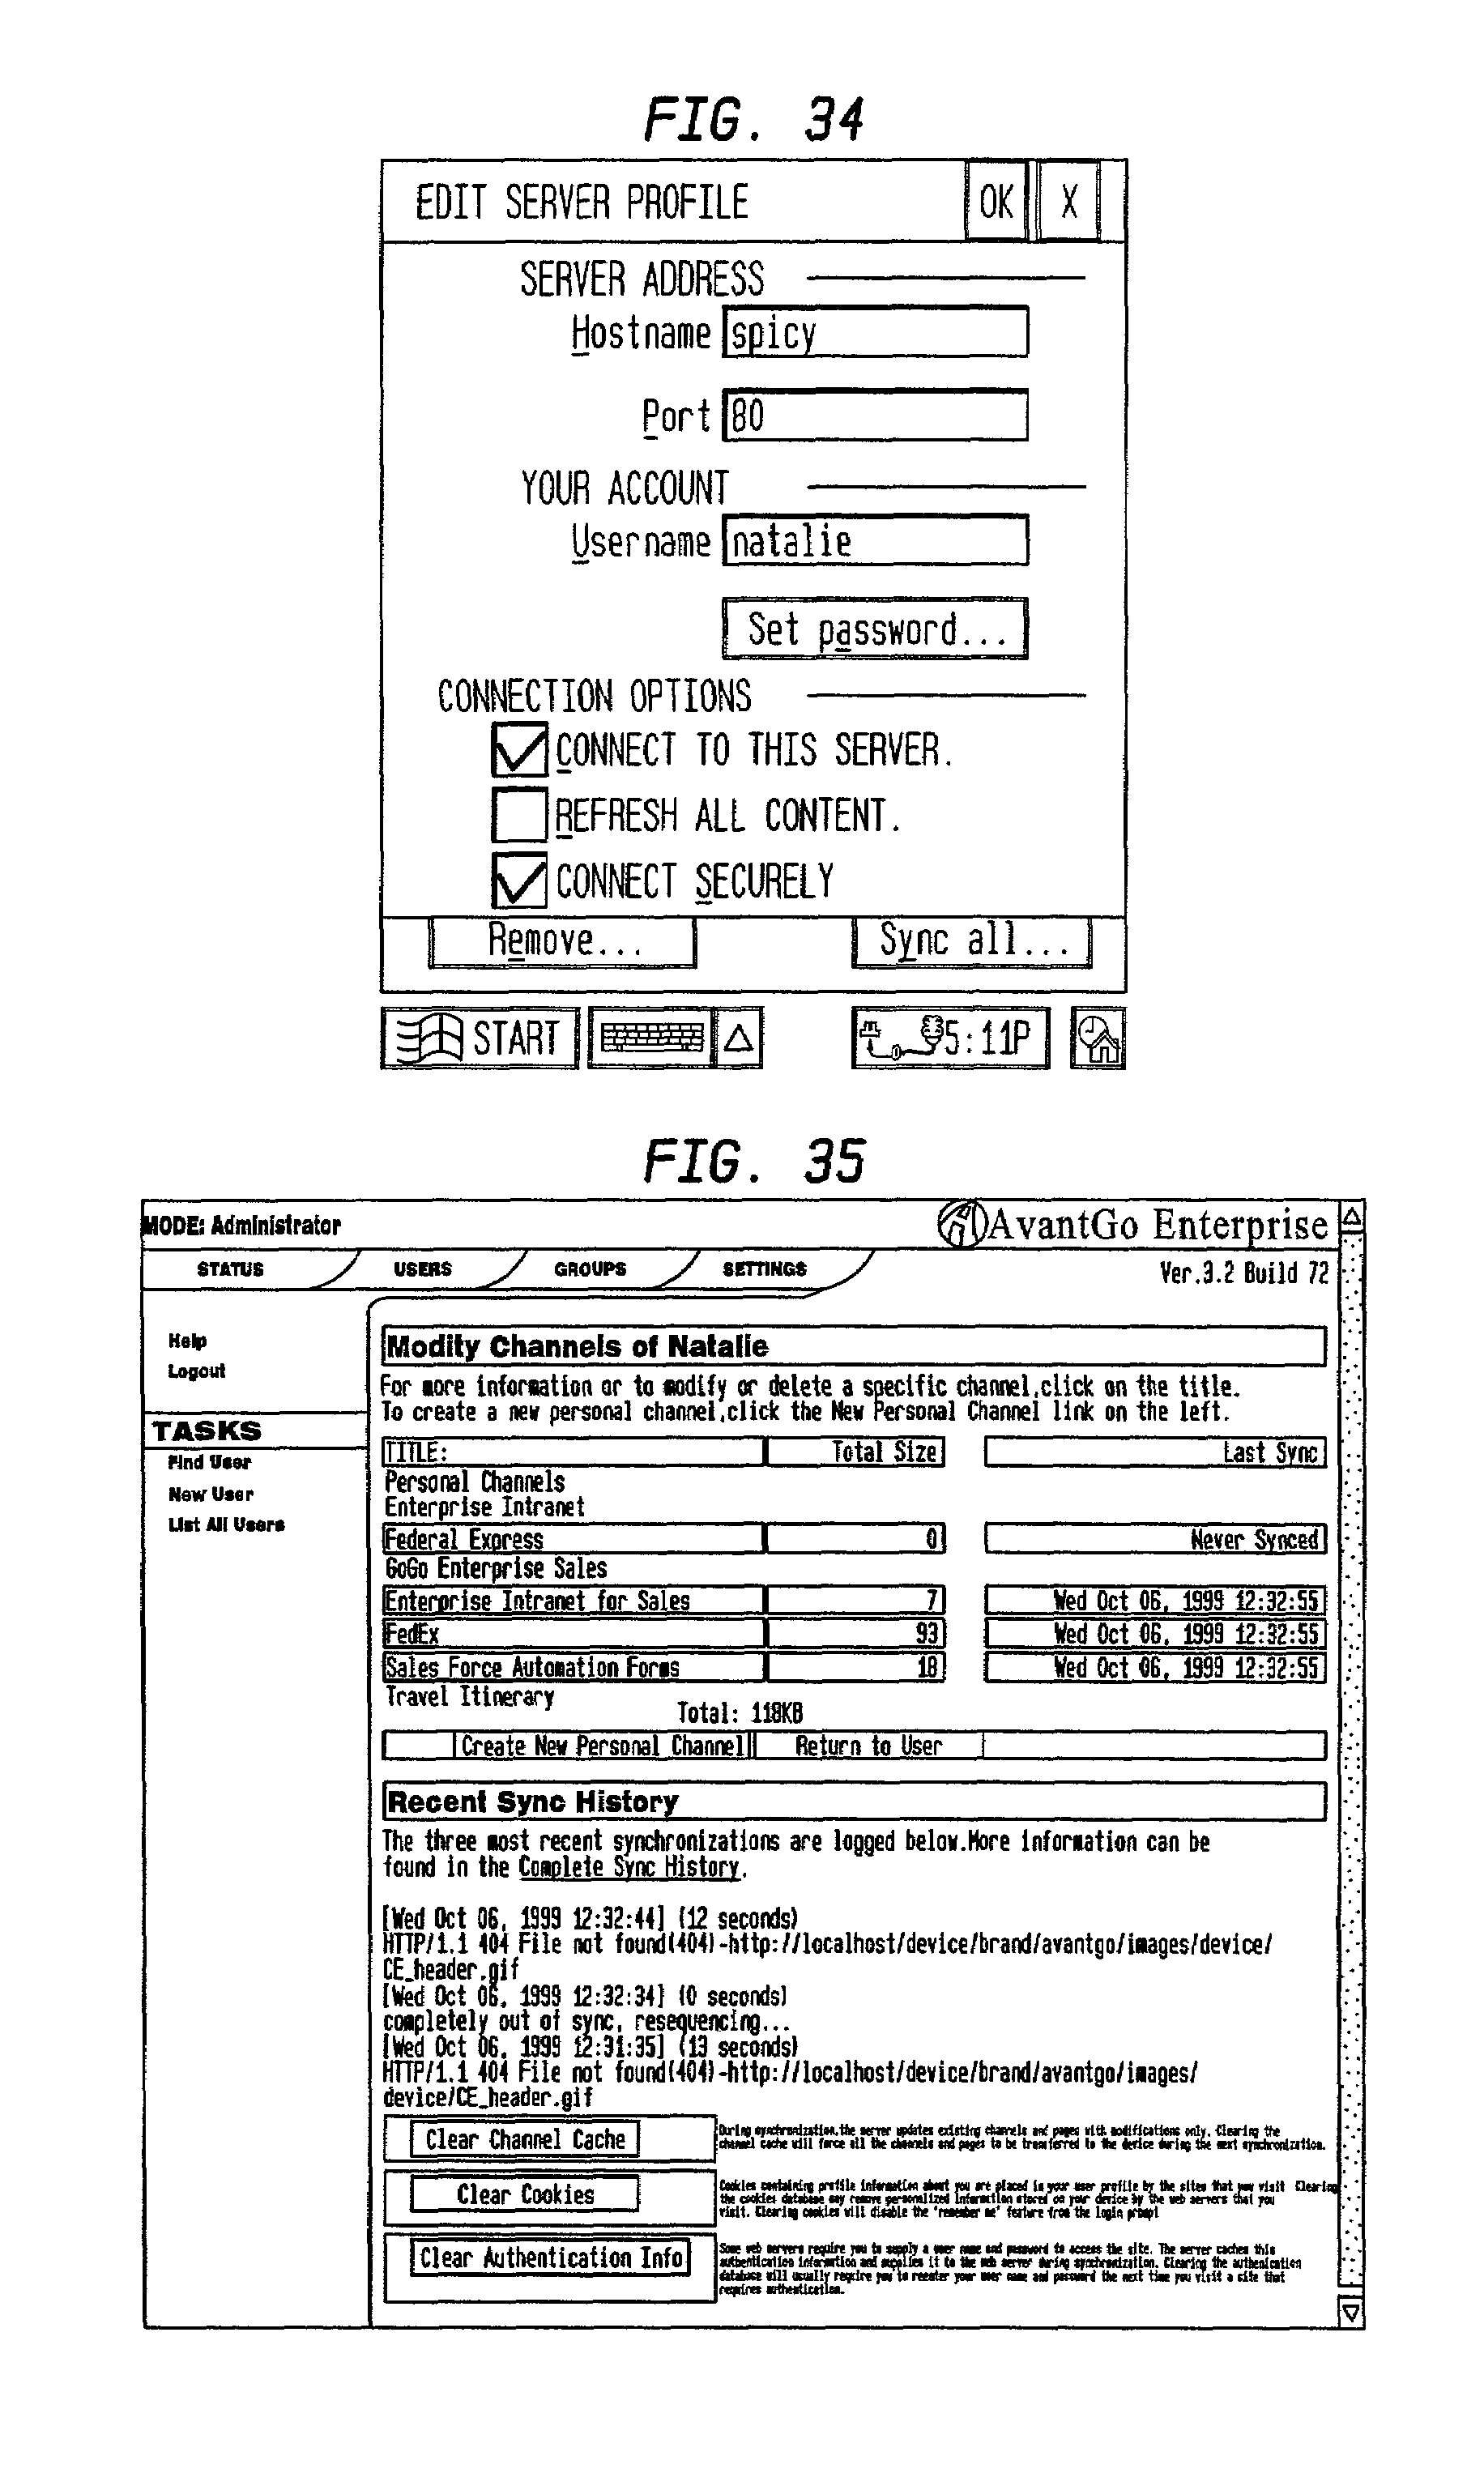 FIG. 34
EDIT SERVER PROFILE OK X
SERVER ADDRESS
Hostname spicy
Port 80
YOUR ACCOUNT
Username natalie
Set password...
CONNECTION OPTIONS
CONNECT TO THIS SERVER.
REFRESH ALL CONTENT.
CONNECT SECURELY
Remove... Sync all...
START 5:11P
FIG. 35
MODE: Administrator AvantGo Enterprise
STATUS USERS GROUPS SETTINGS Ver.3.2 Build 72
Help
Logout
TASKS
Find User
New User
List All Users
Modity Channels of Natalie
For more information or to modify or delete a specific channel,click on the title.
To create a new personal channel,click the New Personal Channel link on the left.
TITLE: Total Size Last Sync
Personal Channels
Enterprise Intranet
Federal Express 0 Never Synced
GoGo Enterprise Sales
Enterprise Intranet for Sales 7 Wed Oct 06, 1999 12:32:55
FedEx 93 Wed Oct 06, 1999 12:32:55
Sales Force Automation Forms 18 Wed Oct 06, 1999 12:32:55
Travel Itinerary
Total: 118KB
Create New Personal Channel Return to User
Recent Sync History
The three most recent synchronizations are logged below.More information can be
found in the Complete Sync History.
[Wed Oct 06, 1999 12:32:44] (12 seconds)
HTTP/1.1 404 File not found(404)-http://localhost/device/brand/avantgo/images/device/
CE_header.gif
[Wed Oct 06, 1999 12:32:34] (0 seconds)
completely out of sync, resequencing...
[Wed Oct 06, 1999 12:31:35] (13 seconds)
HTTP/1.1 404 File not found(404)-http://localhost/device/brand/avantgo/images/
device/CE_header.gif
Clear Channel Cache
During synchronization,the server updates existing channels and pages with modifications only. Clearing the
channel cache will force all the channels and pages to be transferred to the device during the next synchronization.
Clear Cookies
Cookies containing profile information about you are placed in your user profile by the sites that you visit Clearing
the cookies database may remove personalized information stored on your device by the web servers that you
visit. Clearing cookies will disable the 'remember me' feature from the login prompt
Clear Authentication Info
Some web servers require you to supply a user name and password to access the site. The server caches this
authentication information and supplies it to the web server during synchronization. Clearing the authentication
database will usually require you to reenter your user name and password the next time you visit a site that
requires authentication.